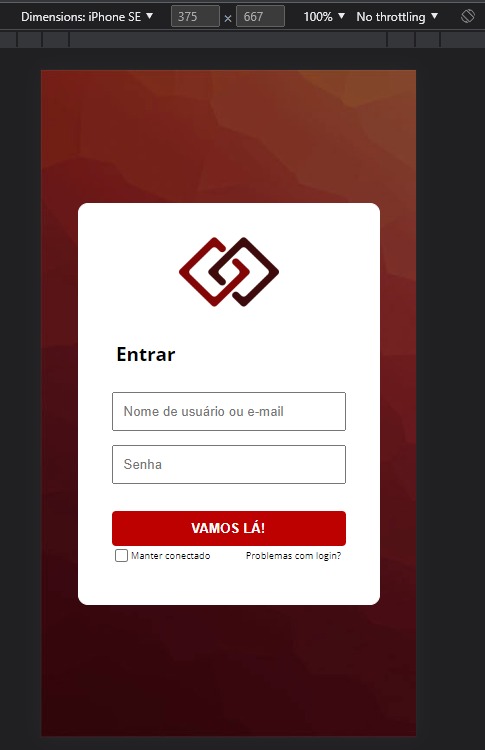 Dimensions: iPhone SE ▼ 375 × 667 100% ▼ No throttling ▼
Entrar
Nome de usuário ou e-mail
Senha
VAMOS LÁ!
Manter conectado Problemas com login?